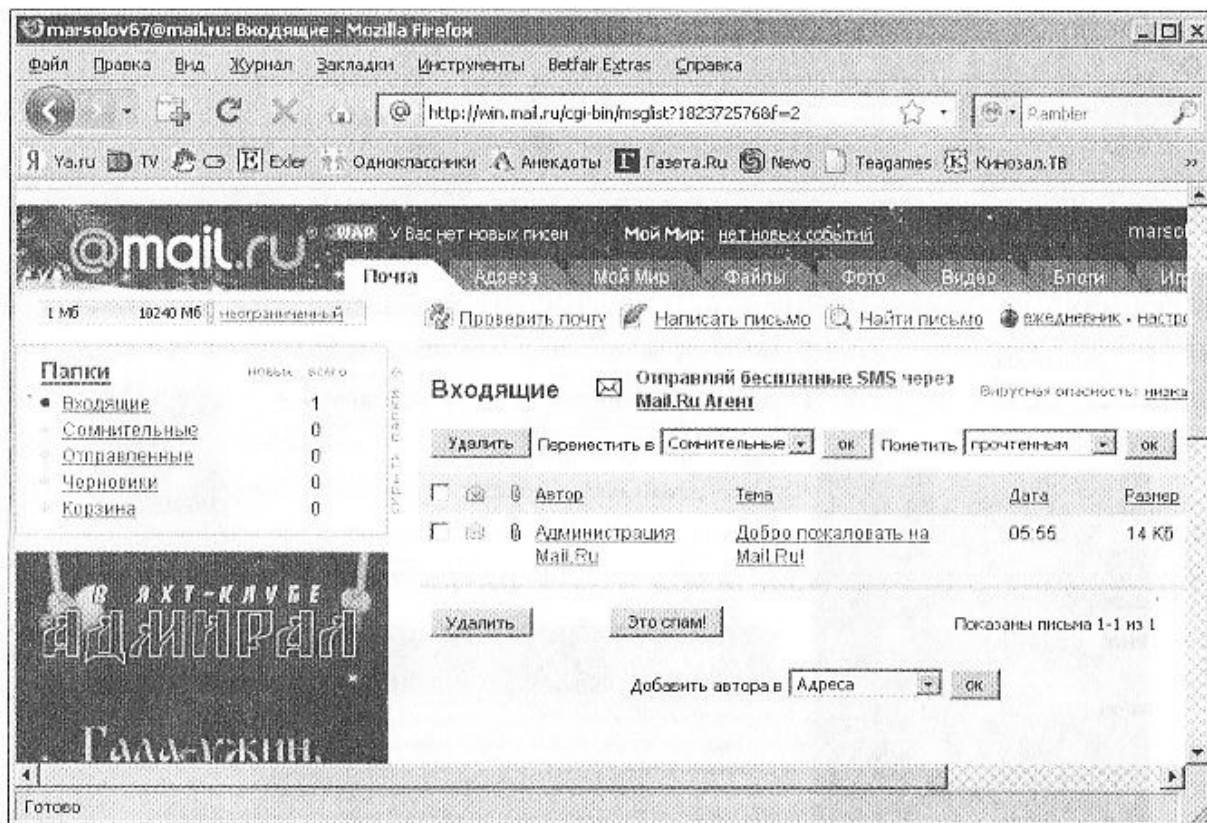 marsolov67@mail.ru: Входящие - Mozilla Firefox
Файл Правка Вид Журнал Закладки Инструменты Betfair Extras Справка
http://win.mail.ru/cgi-bin/msglist?182372576&f=2 Rambler
Ya.ru TV Exler Одноклассники Анекдоты Газета.Ru Nevo Teagames Кинозал.ТВ »
@mail.ru WAP У Вас нет новых писем Мой Мир: нет новых событий marsol
Почта Адреса Мой Мир Файлы Фото Видео Блоги Игр
1 Мб 10240 Мб неограниченный Проверить почту Написать письмо Найти письмо ежедневник - настро
Папки новых всего
Входящие 1
Сомнительные 0
Отправленные 0
Черновики 0
Корзина 0
Входящие Отправляй бесплатные SMS через
Mail.Ru Агент
Вирусная опасность: низка
Удалить Переместить в Сомнительные ок Пометить прочтенным ок
Автор Тема Дата Размер
Администрация Добро пожаловать на 05:55 14 Кб
Mail.Ru Mail.Ru!
Удалить Это спам! Показаны письма 1-1 из 1
Добавить автора в Адреса ок
В ЯХТ-КЛУБЕ
АДМИРАЛ
Гала-ужин,
Готово